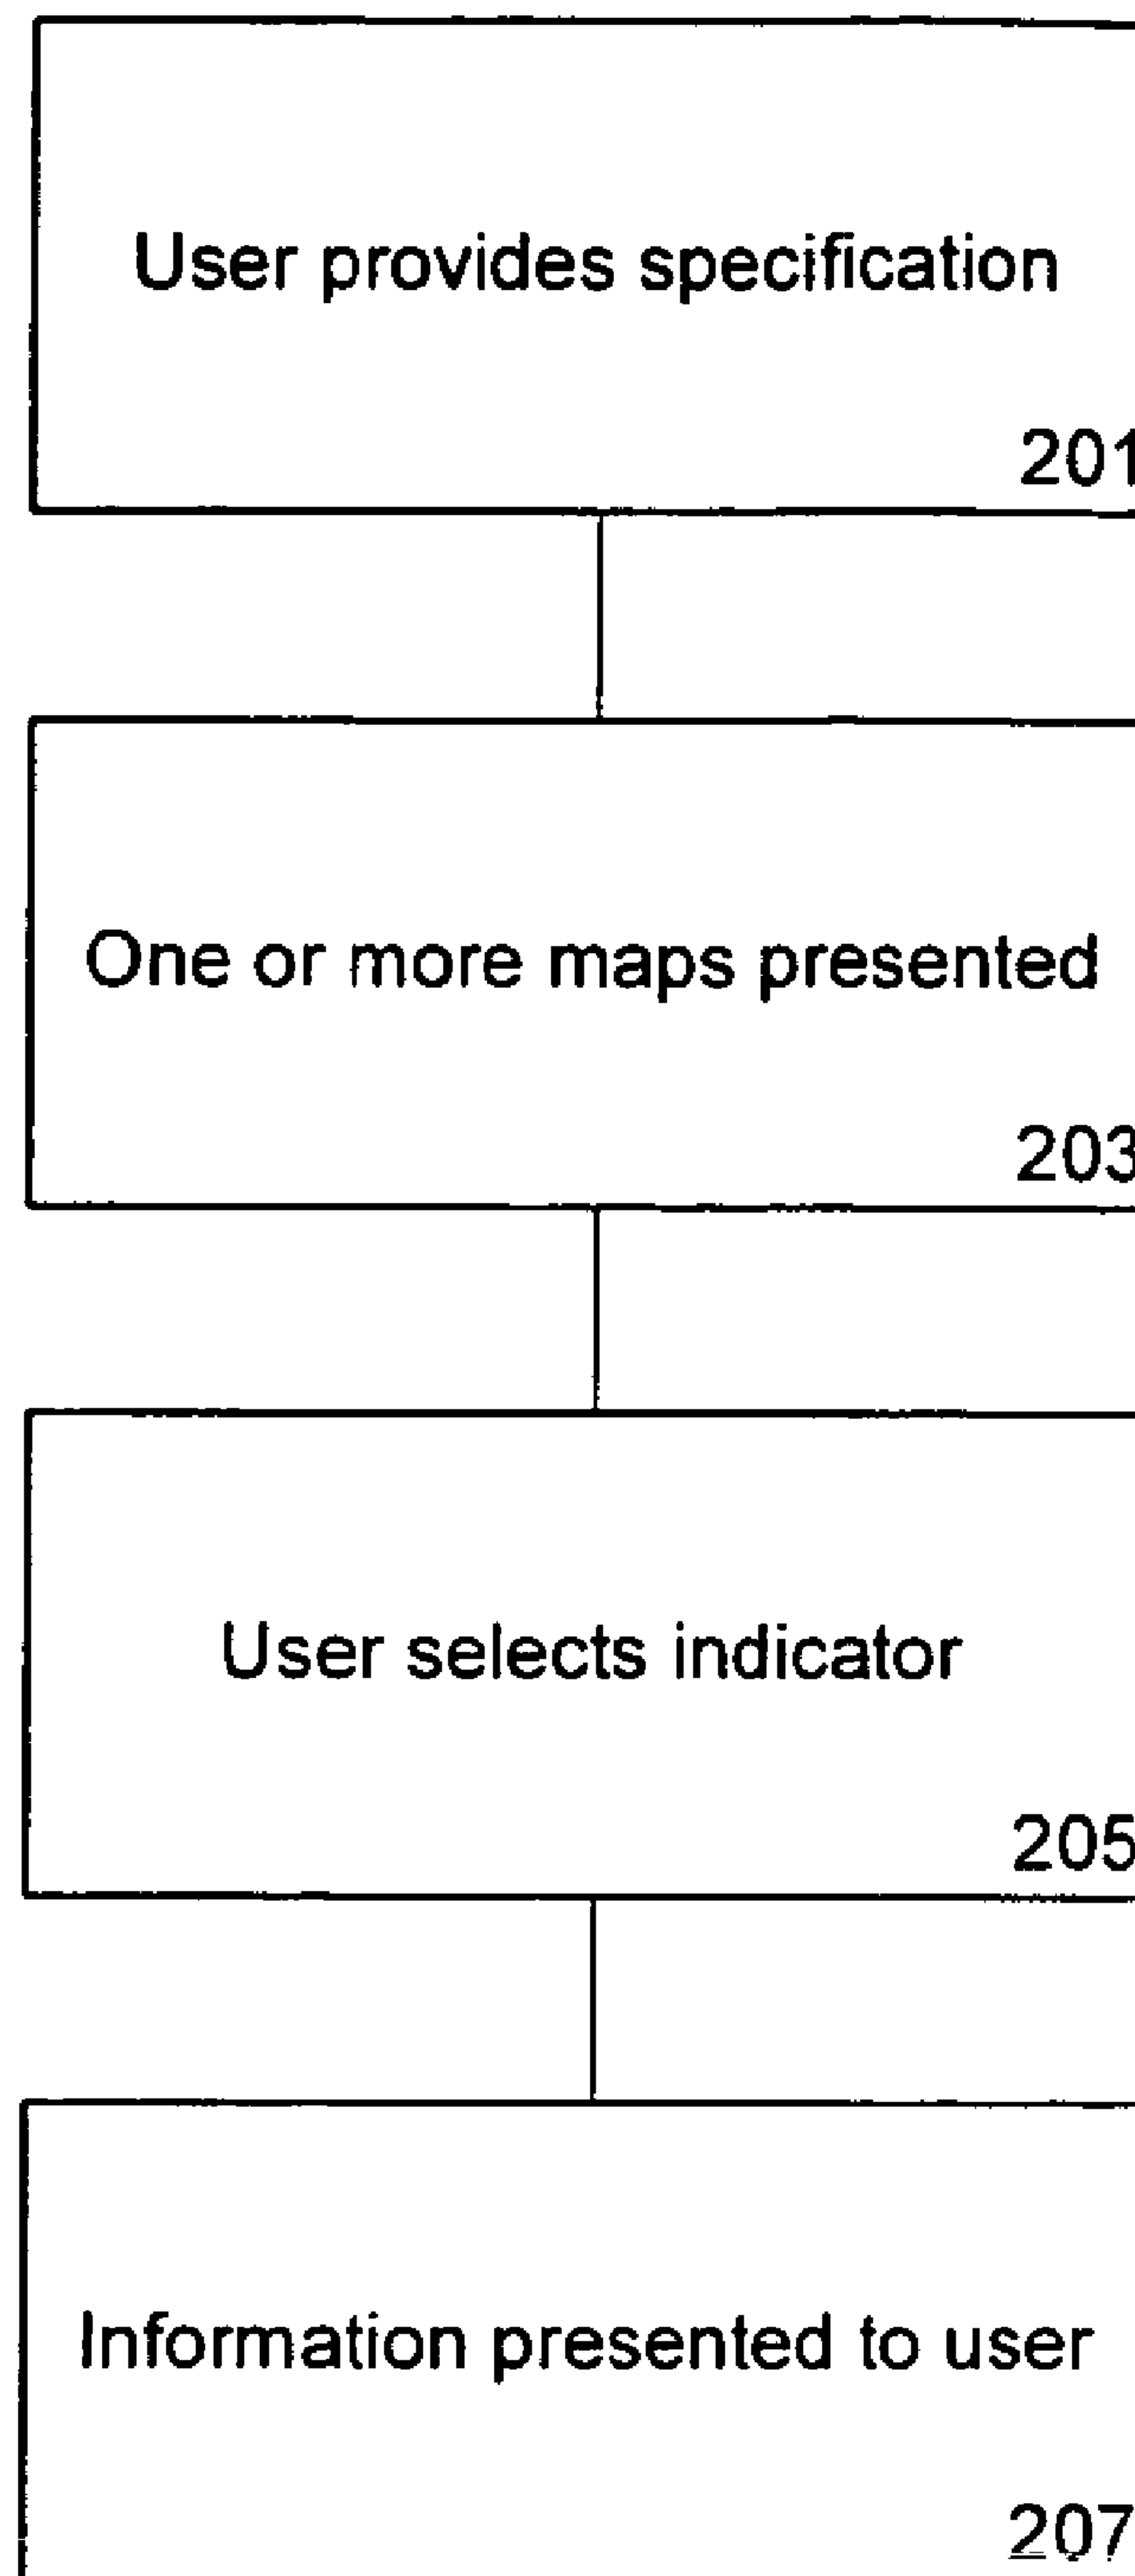 User provides specification
201
One or more maps presented
203
User selects indicator
205
Information presented to user
207